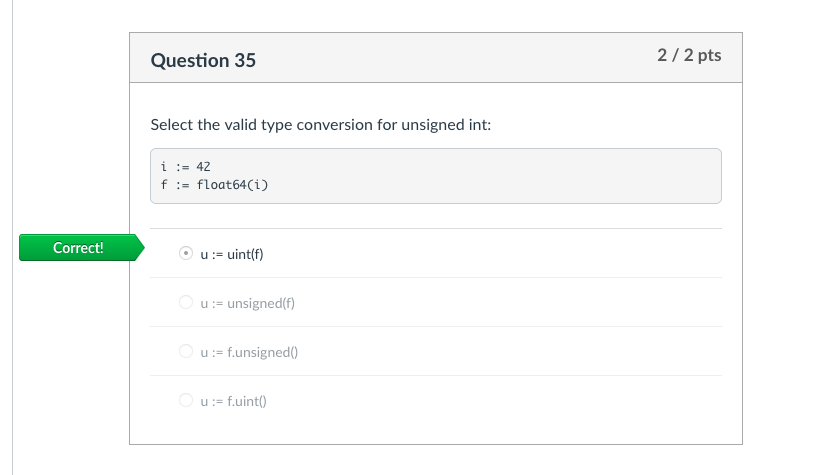 Question 35
2 / 2 pts
Select the valid type conversion for unsigned int:
i := 42
f := float64(i)
Correct!
u := uint(f)
u := unsigned(f)
u := f.unsigned()
u := f.uint()